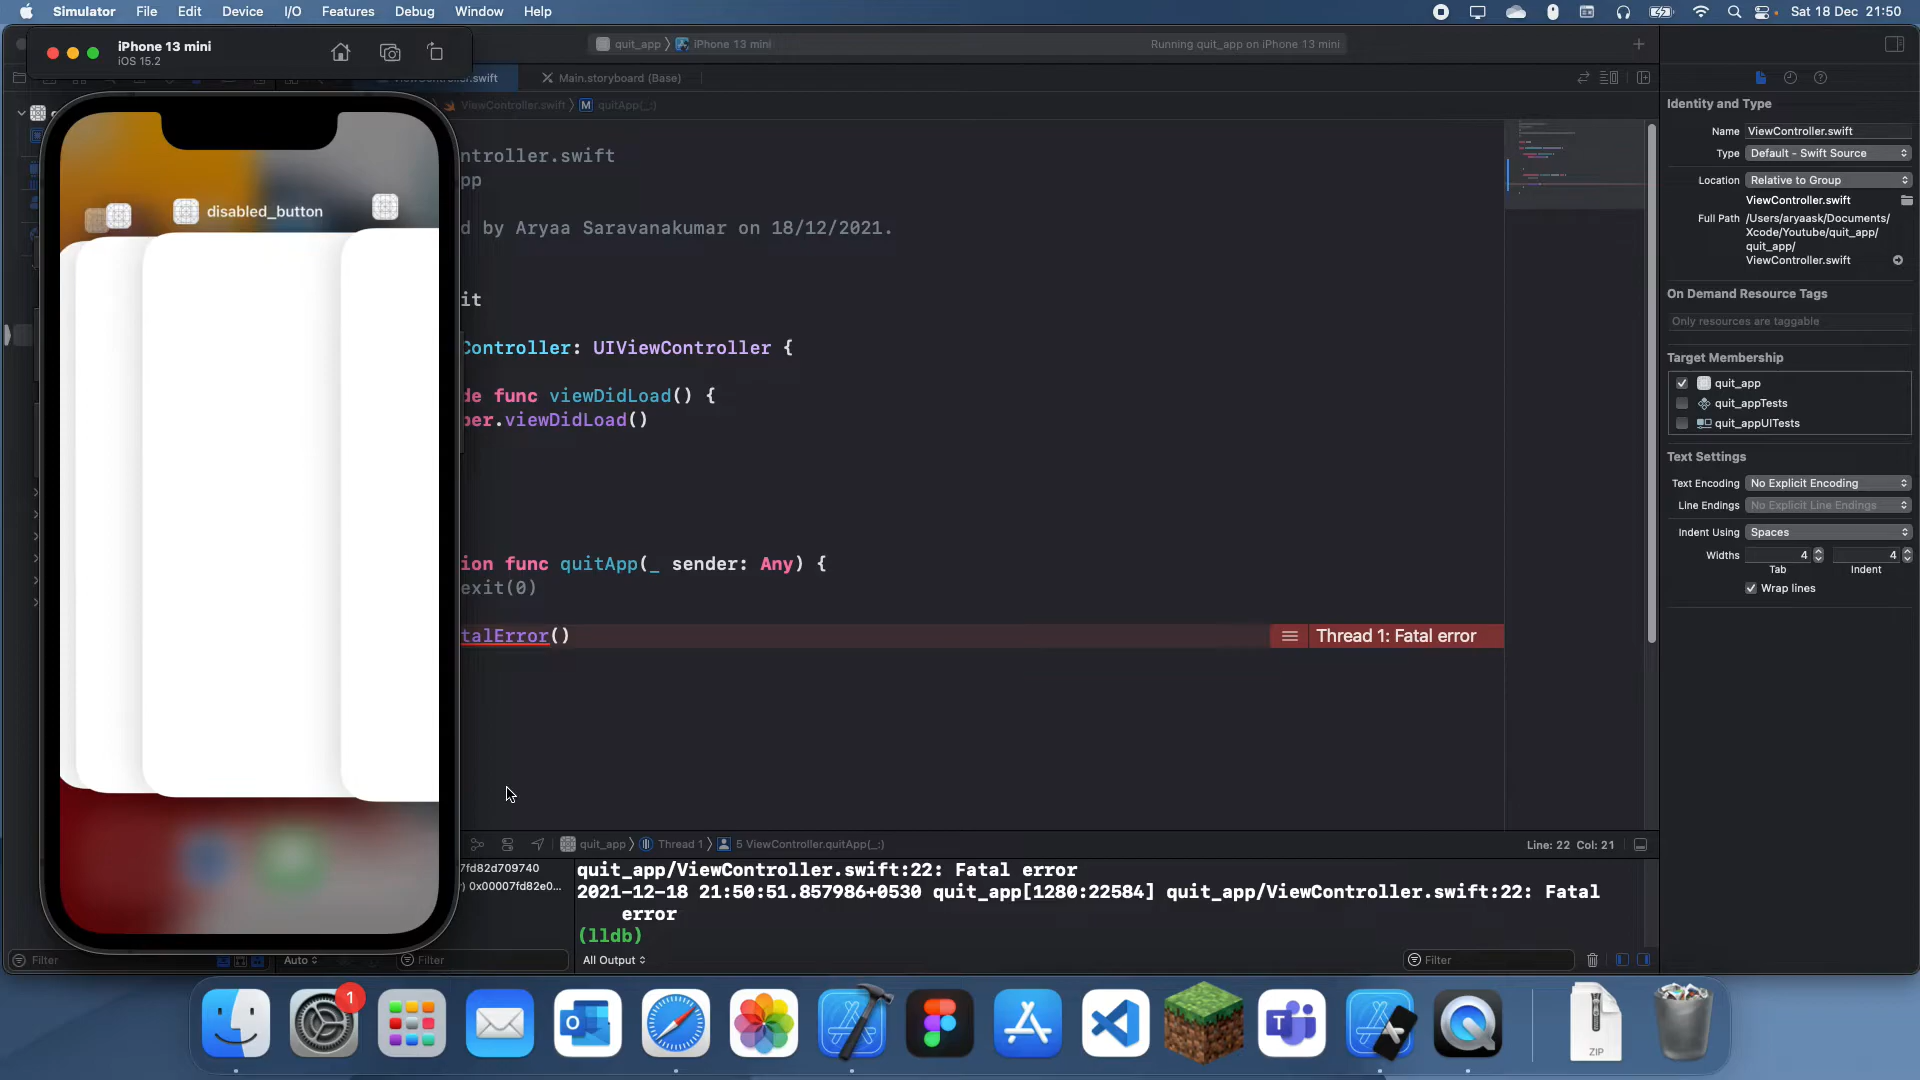 Simulator File Edit View Device I/O Features Debug Window Help Sat 18 Dec 21:50
iPhone 13 mini
iOS 15.2
quit_app iPhone 13 mini Running quit_app on iPhone 13 mini
Main.storyboard (Base)
ViewController.swift quitApp(_:)
disabled_button
ntroller.swift
d by Aryaa Saravanakumar on 18/12/2021.
it
Controller: UIViewController {
de func viewDidLoad() {
per.viewDidLoad()
ion func quitApp(_ sender: Any) {
exit(0)
talError()
Thread 1: Fatal error
quit_app Thread 1 5 ViewController.quitApp(_:) Line: 22 Col: 21
7fd82d709740
) 0x00007fd82e0...
quit_app/ViewController.swift:22: Fatal error
2021-12-18 21:50:51.857986+0530 quit_app[1280:22584] quit_app/ViewController.swift:22: Fatal
error
(lldb)
Filter Auto Filter All Output Filter
Identity and Type
Name ViewController.swift
Type Default - Swift Source
Location Relative to Group
ViewController.swift
Full Path /Users/aryaask/Documents/
Xcode/Youtube/quit_app/
quit_app/
ViewController.swift
On Demand Resource Tags
Only resources are taggable
Target Membership
quit_app
quit_appTests
quit_appUITests
Text Settings
Text Encoding No Explicit Encoding
Line Endings No Explicit Line Endings
Indent Using Spaces
Widths 4 4
Tab Indent
Wrap lines
1
ZIP